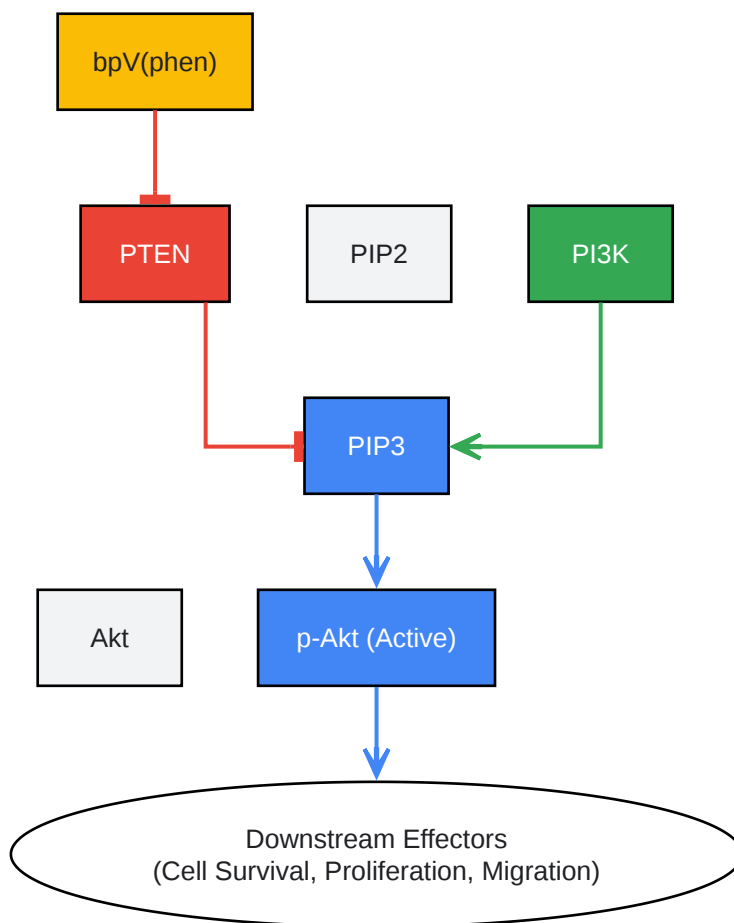 bpV(phen)
PTEN
PIP2
PI3K
PIP3
Akt
p-Akt (Active)
Downstream Effectors
(Cell Survival, Proliferation, Migration)